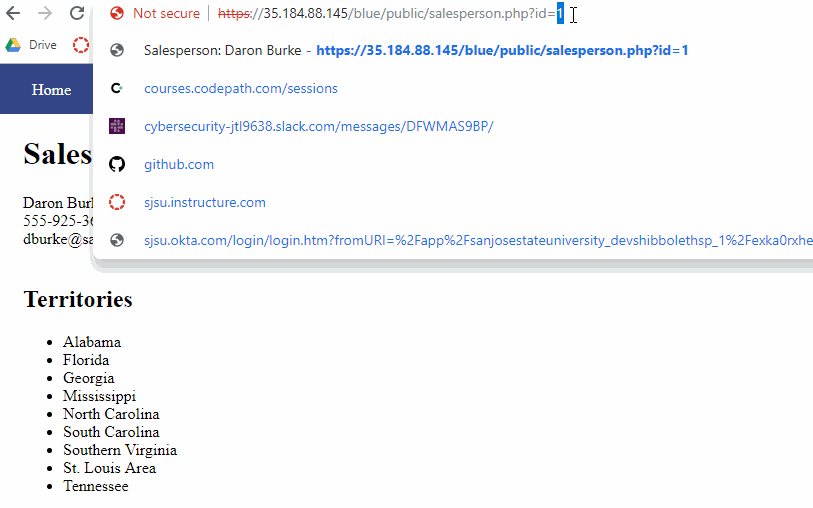 Not secure | https://35.184.88.145/blue/public/salesperson.php?id=1
Drive
Salesperson: Daron Burke - https://35.184.88.145/blue/public/salesperson.php?id=1
Home
courses.codepath.com/sessions
cybersecurity-jtl9638.slack.com/messages/DFWMAS9BP/
Sales
github.com
Daron Burk
sjsu.instructure.com
555-925-36
dburke@sa
sjsu.okta.com/login/login.htm?fromURI=%2Fapp%2Fsanjosestateuniversity_devshibbolethsp_1%2Fexka0rxhe
Territories
Alabama
Florida
Georgia
Mississippi
North Carolina
South Carolina
Southern Virginia
St. Louis Area
Tennessee